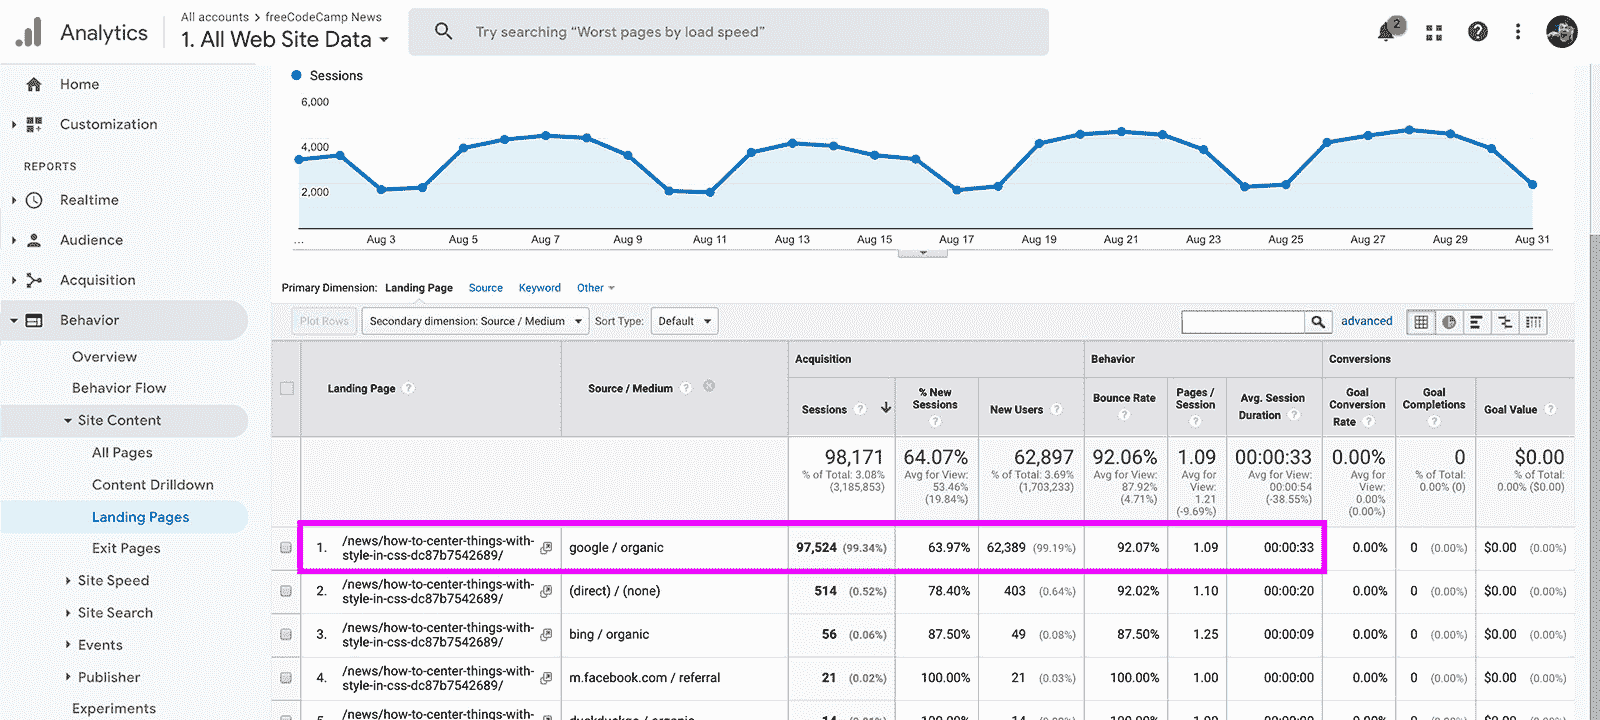 Analytics
All accounts > freeCodeCamp News
1. All Web Site Data
Try searching “Worst pages by load speed”
2
Home
Customization
REPORTS
Realtime
Audience
Acquisition
Behavior
Overview
Behavior Flow
Site Content
All Pages
Content Drilldown
Landing Pages
Exit Pages
Site Speed
Site Search
Events
Publisher
Experiments
Sessions
6,000
4,000
2,000
... Aug 3 Aug 5 Aug 7 Aug 9 Aug 11 Aug 13 Aug 15 Aug 17 Aug 19 Aug 21 Aug 23 Aug 25 Aug 27 Aug 29 Aug 31
Primary Dimension: Landing Page Source Keyword Other
Plot Rows Secondary dimension: Source / Medium Sort Type: Default advanced
Acquisition Behavior Conversions
Landing Page ? Source / Medium ?
Sessions ?
% New
Sessions
?
New Users ?
Bounce Rate
?
Pages /
Session
?
Avg. Session
Duration ?
Goal
Conversion
Rate ?
Goal
Completions
?
Goal Value ?
98,171
% of Total: 3.08%
(3,185,853)
64.07%
Avg for View:
53.46%
(19.84%)
62,897
% of Total: 3.69%
(1,703,233)
92.06%
Avg for View:
87.92%
(4.71%)
1.09
Avg for
View:
1.21
(-9.69%)
00:00:33
Avg for View:
00:00:54
(-38.55%)
0.00%
Avg for
View:
0.00%
(0.00%)
0
% of Total:
0.00% (0)
$0.00
% of Total:
0.00% ($0.00)
1. /news/how-to-center-things-with-
style-in-css-dc87b7542689/
google / organic 97,524 (99.34%) 63.97% 62,389 (99.19%) 92.07% 1.09 00:00:33 0.00% 0 (0.00%) $0.00 (0.00%)
2. /news/how-to-center-things-with-
style-in-css-dc87b7542689/
(direct) / (none) 514 (0.52%) 78.40% 403 (0.64%) 92.02% 1.10 00:00:20 0.00% 0 (0.00%) $0.00 (0.00%)
3. /news/how-to-center-things-with-
style-in-css-dc87b7542689/
bing / organic 56 (0.06%) 87.50% 49 (0.08%) 87.50% 1.25 00:00:09 0.00% 0 (0.00%) $0.00 (0.00%)
4. /news/how-to-center-things-with-
style-in-css-dc87b7542689/
m.facebook.com / referral 21 (0.02%) 100.00% 21 (0.03%) 100.00% 1.00 00:00:00 0.00% 0 (0.00%) $0.00 (0.00%)
/news/how-to-center-things-with-